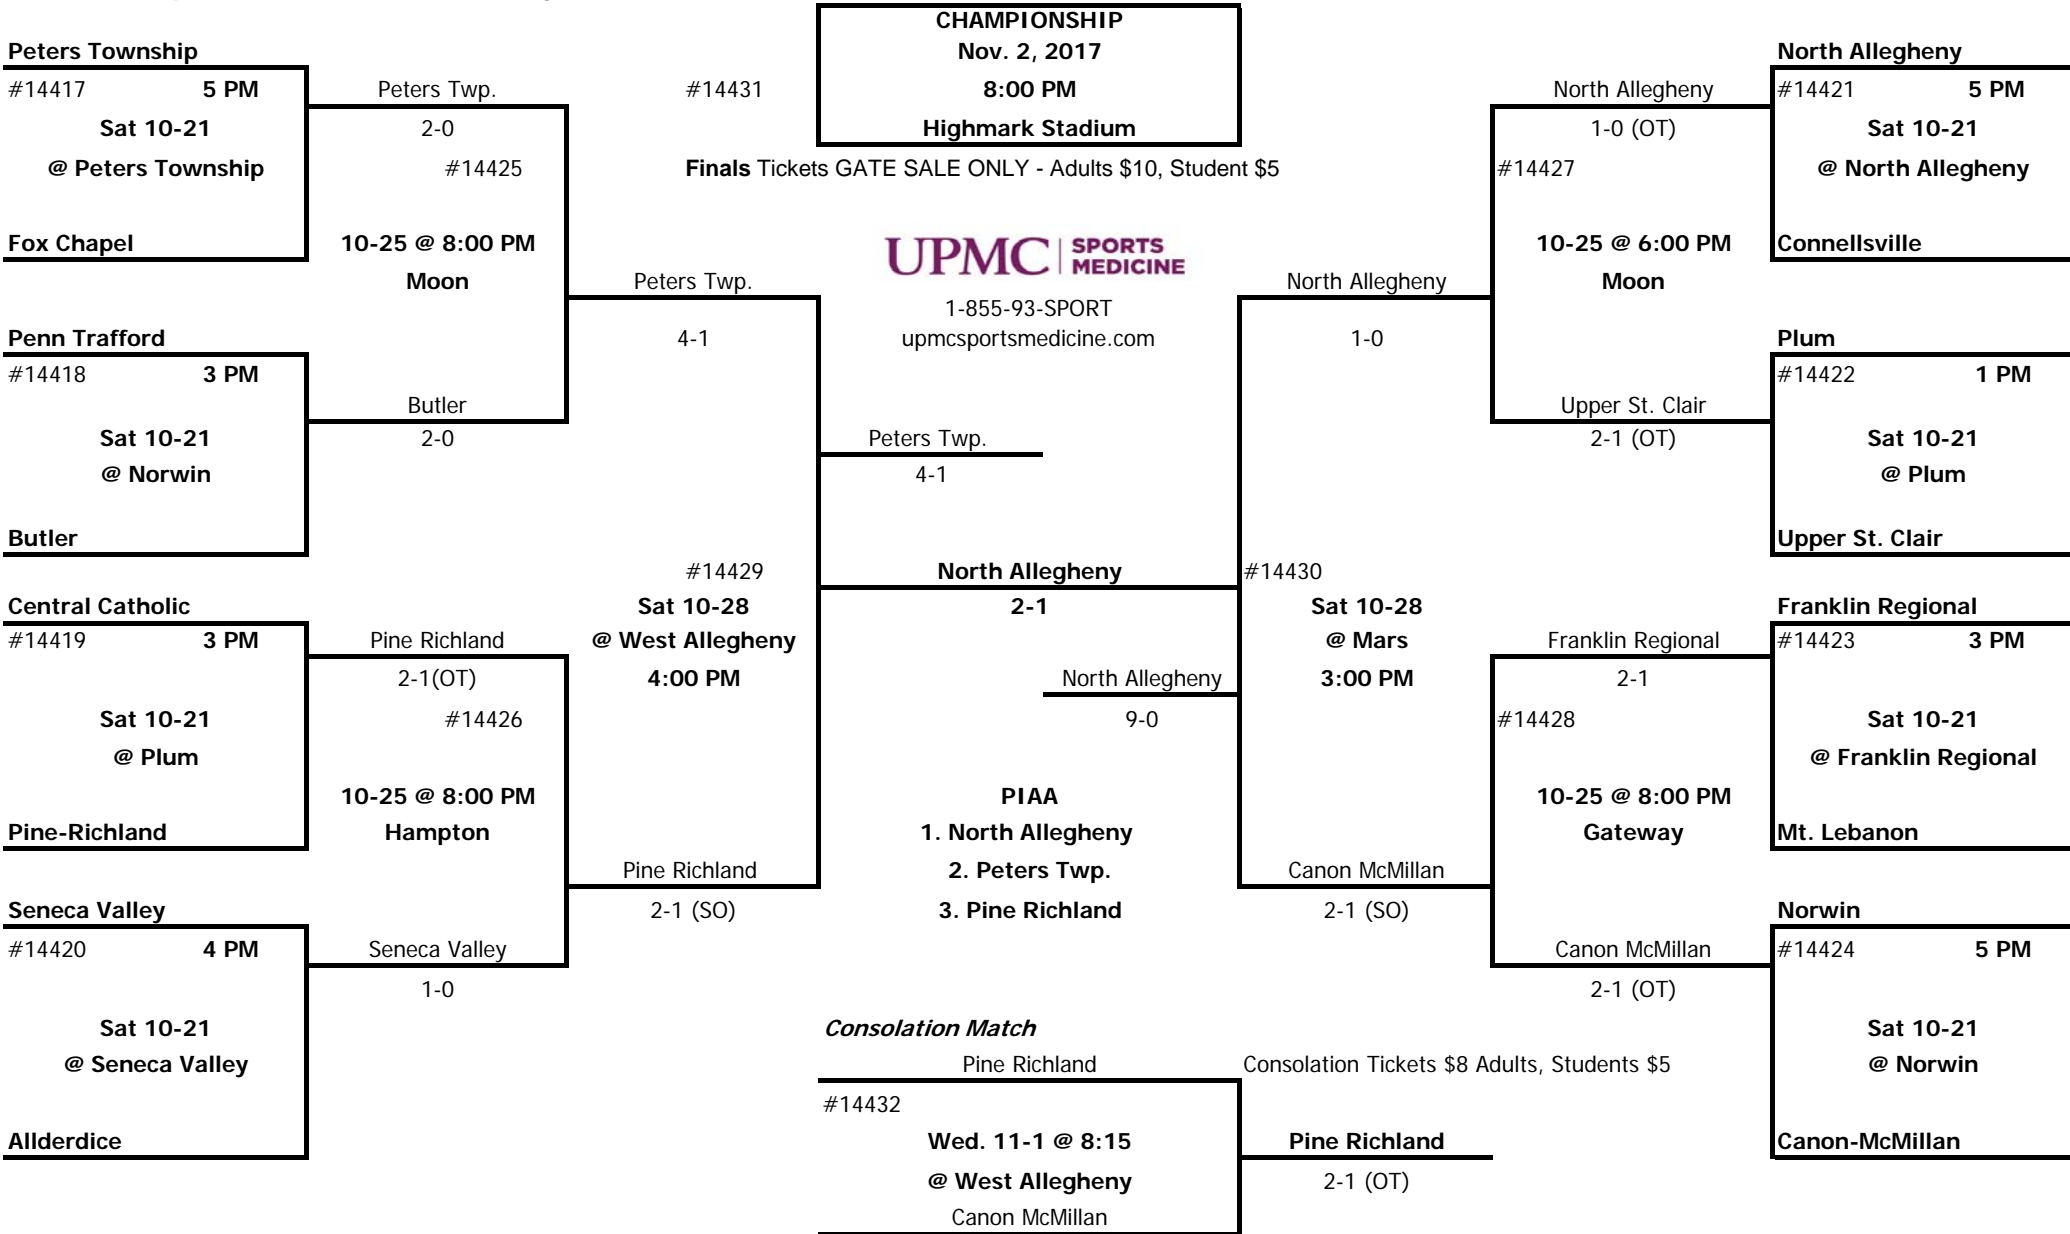 CHAMPIONSHIP
Nov. 2, 2017
8:00 PM
Highmark Stadium
#14431
Finals Tickets GATE SALE ONLY - Adults $10, Student $5
UPMC | SPORTS MEDICINE
1-855-93-SPORT
upmcsportsmedicine.com
Peters Township
#14417 5 PM
Sat 10-21
@ Peters Township
Fox Chapel
Penn Trafford
#14418 3 PM
Sat 10-21
@ Norwin
Butler
Central Catholic
#14419 3 PM
Sat 10-21
@ Plum
Pine-Richland
Seneca Valley
#14420 4 PM
Sat 10-21
@ Seneca Valley
Allderdice
Peters Twp.
2-0
#14425
10-25 @ 8:00 PM
Moon
Butler
2-0
Pine Richland
2-1(OT)
#14426
10-25 @ 8:00 PM
Hampton
Seneca Valley
1-0
Peters Twp.
4-1
#14429
Sat 10-28
@ West Allegheny
4:00 PM
Pine Richland
2-1 (SO)
Peters Twp.
4-1
North Allegheny
2-1
North Allegheny
9-0
PIAA
1. North Allegheny
2. Peters Twp.
3. Pine Richland
North Allegheny
1-0
#14430
Sat 10-28
@ Mars
3:00 PM
Canon McMillan
2-1 (SO)
North Allegheny
1-0 (OT)
#14427
10-25 @ 6:00 PM
Moon
Upper St. Clair
2-1 (OT)
Franklin Regional
2-1
#14428
10-25 @ 8:00 PM
Gateway
Canon McMillan
2-1 (OT)
North Allegheny
#14421 5 PM
Sat 10-21
@ North Allegheny
Connellsville
Plum
#14422 1 PM
Sat 10-21
@ Plum
Upper St. Clair
Franklin Regional
#14423 3 PM
Sat 10-21
@ Franklin Regional
Mt. Lebanon
Norwin
#14424 5 PM
Sat 10-21
@ Norwin
Canon-McMillan
Consolation Match
Pine Richland
Consolation Tickets $8 Adults, Students $5
#14432
Wed. 11-1 @ 8:15
@ West Allegheny
Canon McMillan
Pine Richland
2-1 (OT)